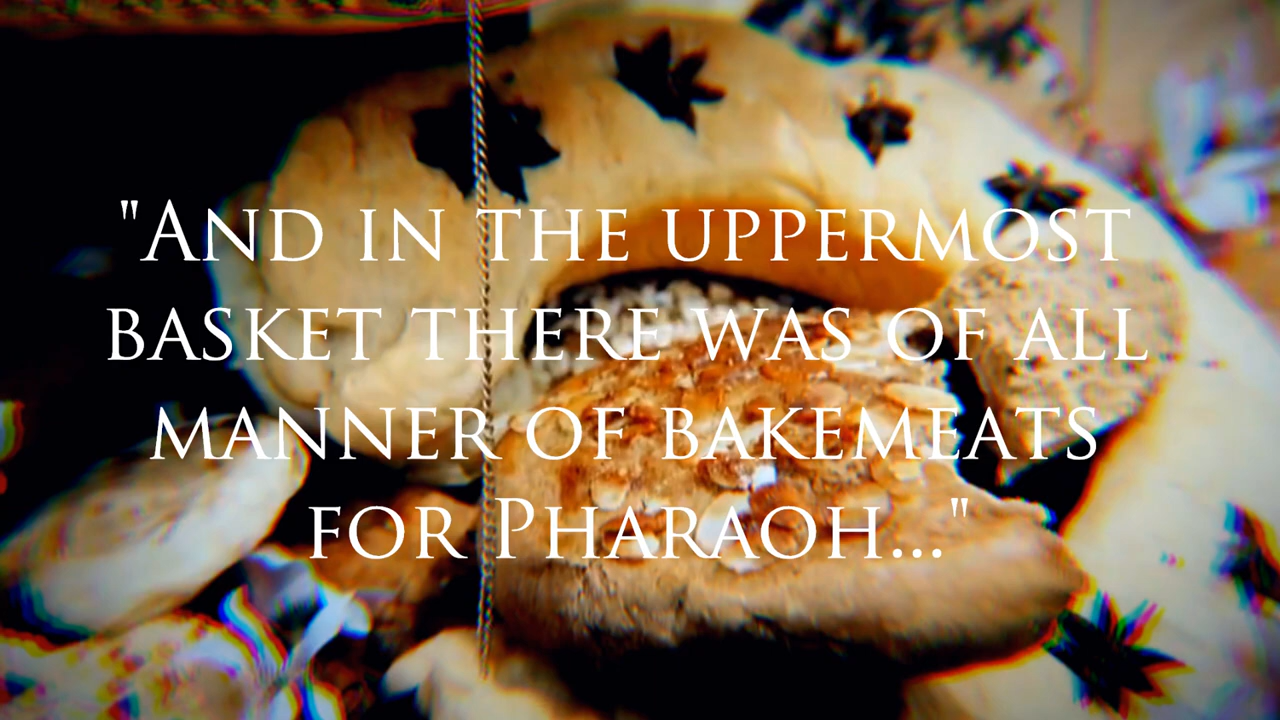 "And in the uppermost
basket there was of all
manner of bakemeats
for Pharaoh..."